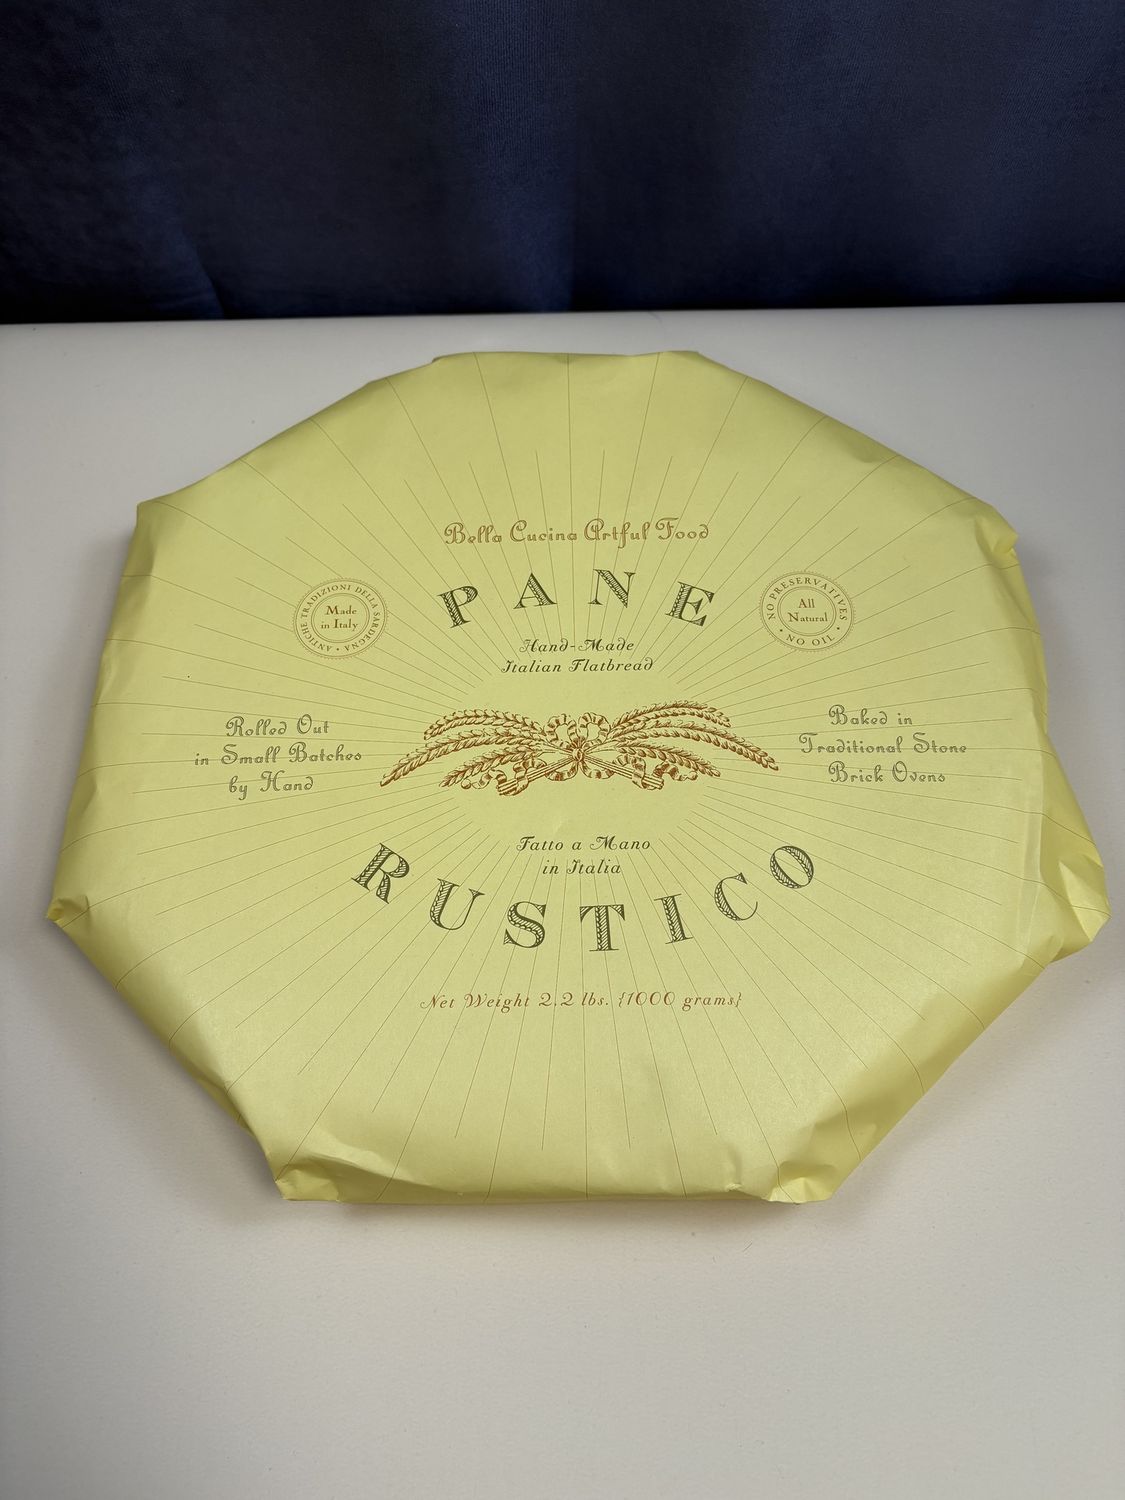 Bella Cucina Artful Food
PANE
ANTICHE TRADIZIONI DELLA SARDEGNA
Made
in Italy
NO PRESERVATIVES
All
Natural
NO OIL
Hand-Made
Italian Flatbread
Rolled Out
in Small Batches
by Hand
Baked in
Traditional Stone
Brick Ovens
Fatto a Mano
in Italia
RUSTICO
Net Weight 2.2 lbs. {1000 grams}